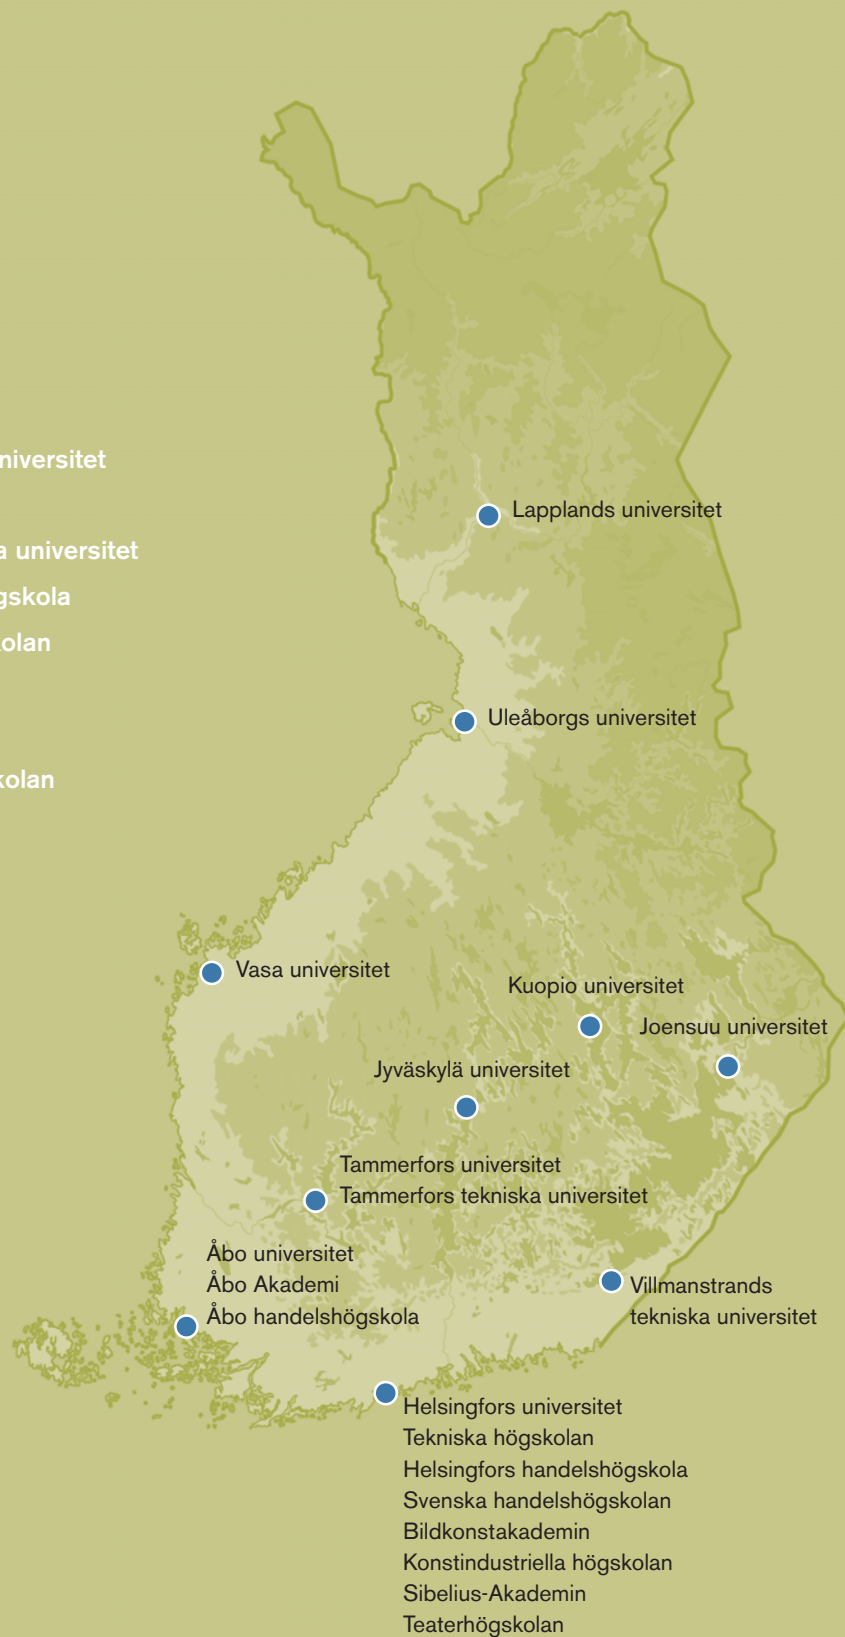 niversitet
a universitet
gskola
olan
kolan
Lapplands universitet
Uleåborgs universitet
Vasa universitet
Kuopio universitet
Joensuu universitet
Jyväskylä universitet
Tammerfors universitet
Tammerfors tekniska universitet
Åbo universitet
Åbo Akademi
Åbo handelshögskola
Villmanstrands
tekniska universitet
Helsingfors universitet
Tekniska högskolan
Helsingfors handelshögskola
Svenska handelshögskolan
Bildkonstakademin
Konstindustriella högskolan
Sibelius-Akademin
Teaterhögskolan